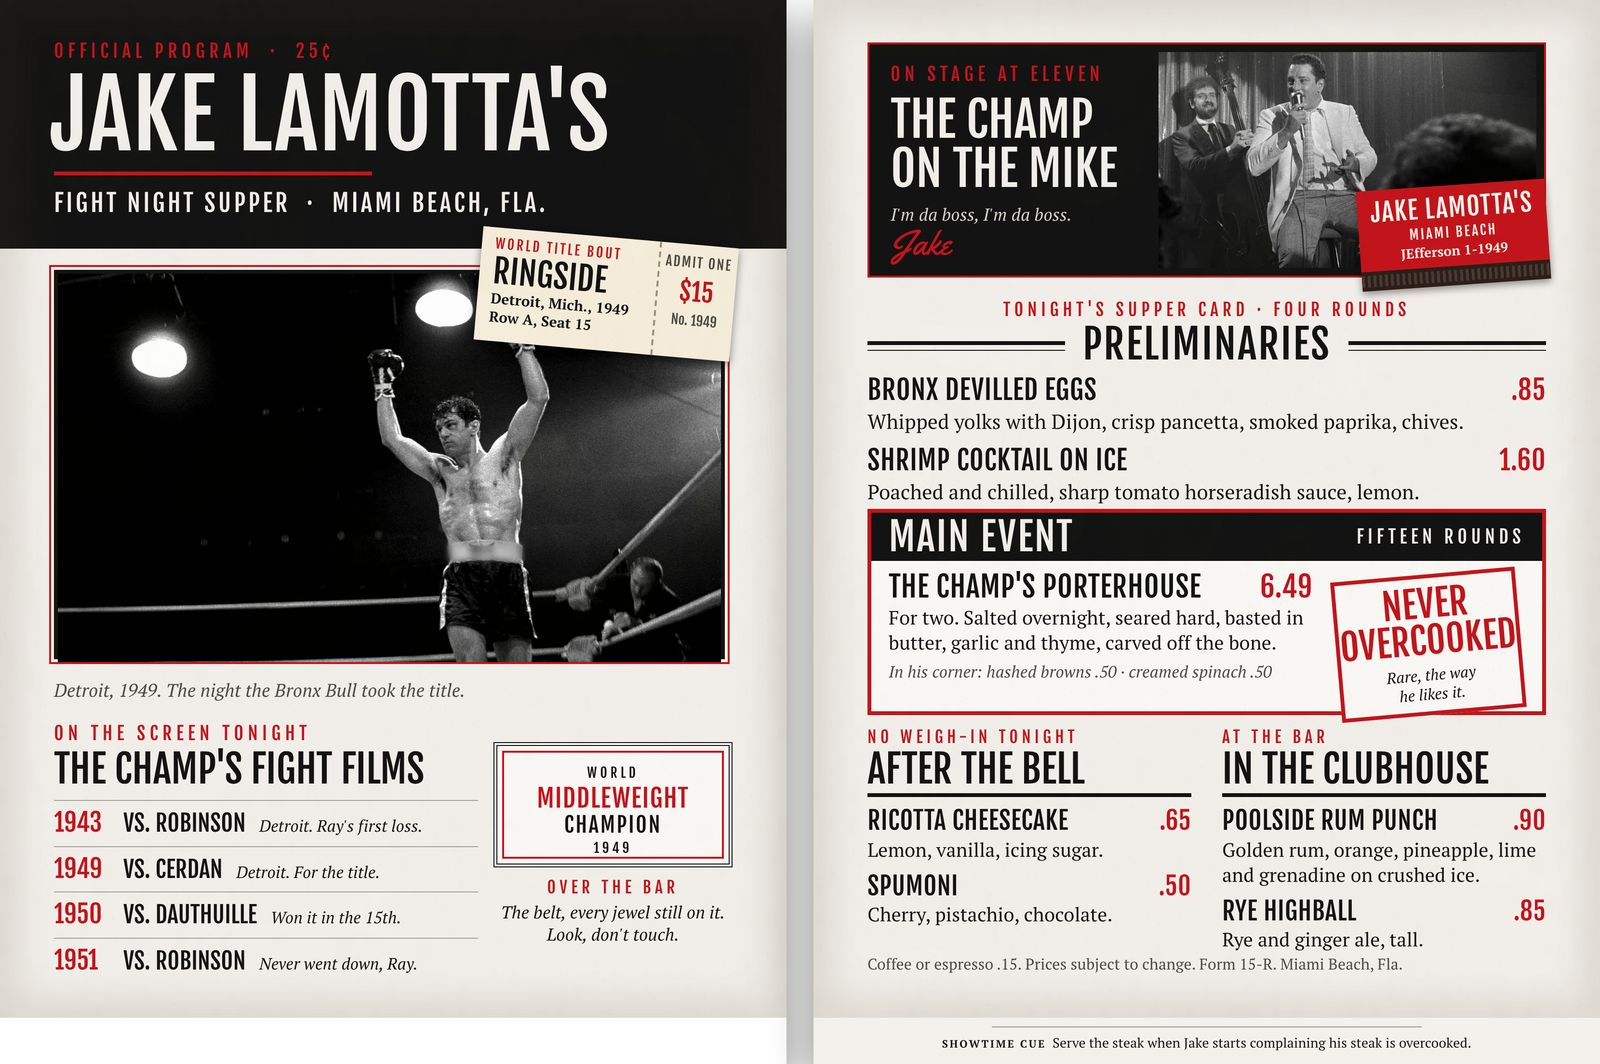 OFFICIAL PROGRAM · 25¢
JAKE LAMOTTA'S
FIGHT NIGHT SUPPER · MIAMI BEACH, FLA.
WORLD TITLE BOUT
RINGSIDE
Detroit, Mich., 1949
Row A, Seat 15
ADMIT ONE
$15
No. 1949
Detroit, 1949. The night the Bronx Bull took the title.
ON THE SCREEN TONIGHT
THE CHAMP'S FIGHT FILMS
1943 VS. ROBINSON Detroit. Ray's first loss.
1949 VS. CERDAN Detroit. For the title.
1950 VS. DAUTHUILLE Won it in the 15th.
1951 VS. ROBINSON Never went down, Ray.
WORLD
MIDDLEWEIGHT
CHAMPION
1949
OVER THE BAR
The belt, every jewel still on it.
Look, don't touch.
ON STAGE AT ELEVEN
THE CHAMP
ON THE MIKE
I'm da boss, I'm da boss.
Jake
JAKE LAMOTTA'S
MIAMI BEACH
JEfferson 1-1949
TONIGHT'S SUPPER CARD · FOUR ROUNDS
PRELIMINARIES
BRONX DEVILLED EGGS .85
Whipped yolks with Dijon, crisp pancetta, smoked paprika, chives.
SHRIMP COCKTAIL ON ICE 1.60
Poached and chilled, sharp tomato horseradish sauce, lemon.
MAIN EVENT FIFTEEN ROUNDS
THE CHAMP'S PORTERHOUSE 6.49
For two. Salted overnight, seared hard, basted in
butter, garlic and thyme, carved off the bone.
In his corner: hashed browns .50 · creamed spinach .50
NEVER
OVERCOOKED
Rare, the way
he likes it.
NO WEIGH-IN TONIGHT
AFTER THE BELL
RICOTTA CHEESECAKE .65
Lemon, vanilla, icing sugar.
SPUMONI .50
Cherry, pistachio, chocolate.
AT THE BAR
IN THE CLUBHOUSE
POOLSIDE RUM PUNCH .90
Golden rum, orange, pineapple, lime
and grenadine on crushed ice.
RYE HIGHBALL .85
Rye and ginger ale, tall.
Coffee or espresso .15. Prices subject to change. Form 15-R. Miami Beach, Fla.
SHOWTIME CUE Serve the steak when Jake starts complaining his steak is overcooked.